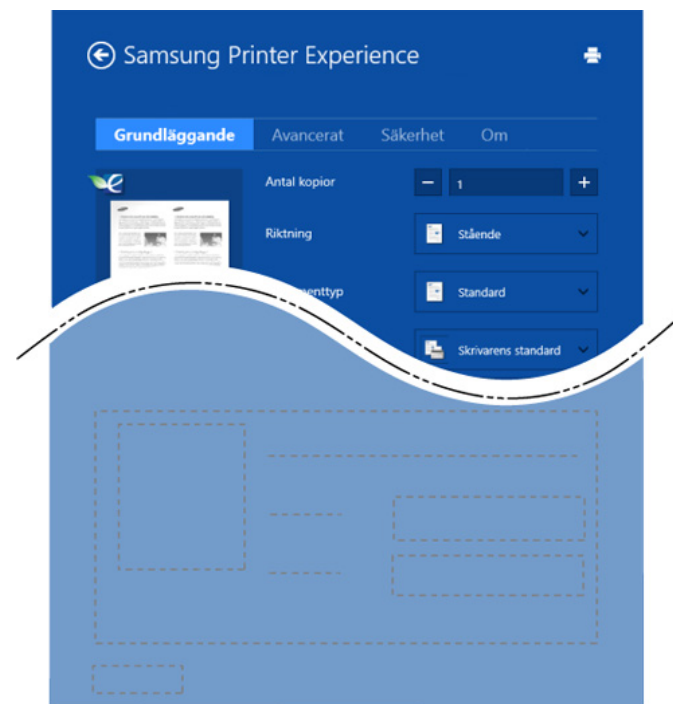 Samsung Printer Experience
Grundläggande Avancerat Säkerhet Om
Antal kopior 1
Riktning Stående
Standard
Skrivarens standard